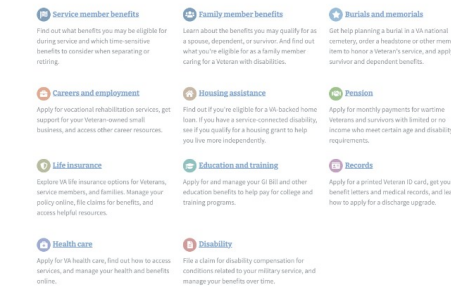 Service member benefits
Find out what benefits you may be eligible for
during service and which time-sensitive
benefits to consider when separating or
retiring.
Family member benefits
Learn about the benefits you may qualify for as
a spouse, dependent, or survivor. And find out
what you're eligible for as a family member
caring for a Veteran with disabilities.
Burials and memorials
Get help planning a burial in a VA national
cemetery, order a headstone or other mem
item to honor a Veteran's service, and appl
survivor and dependent benefits.
Careers and employment
Apply for vocational rehabilitation services, get
support for your Veteran-owned small
business, and access other career resources.
Housing assistance
Find out if you're eligible for a VA-backed home
loan. If you have a service-connected disability,
see if you qualify for a housing grant to help
you live more independently.
Pension
Apply for monthly payments for wartime
Veterans and survivors with limited or no
income who meet certain age and disability
requirements.
Life insurance
Explore VA life insurance options for Veterans,
service members, and families. Manage your
policy online, file claims for benefits, and
access helpful resources.
Education and training
Apply for and manage your GI Bill and other
education benefits to help pay for college and
training programs.
Records
Apply for a printed Veteran ID card, get you
benefit letters and medical records, and lea
how to apply for a discharge upgrade.
Health care
Apply for VA health care, find out how to access
services, and manage your health and benefits
online.
Disability
File a claim for disability compensation for
conditions related to your military service, and
manage your benefits over time.